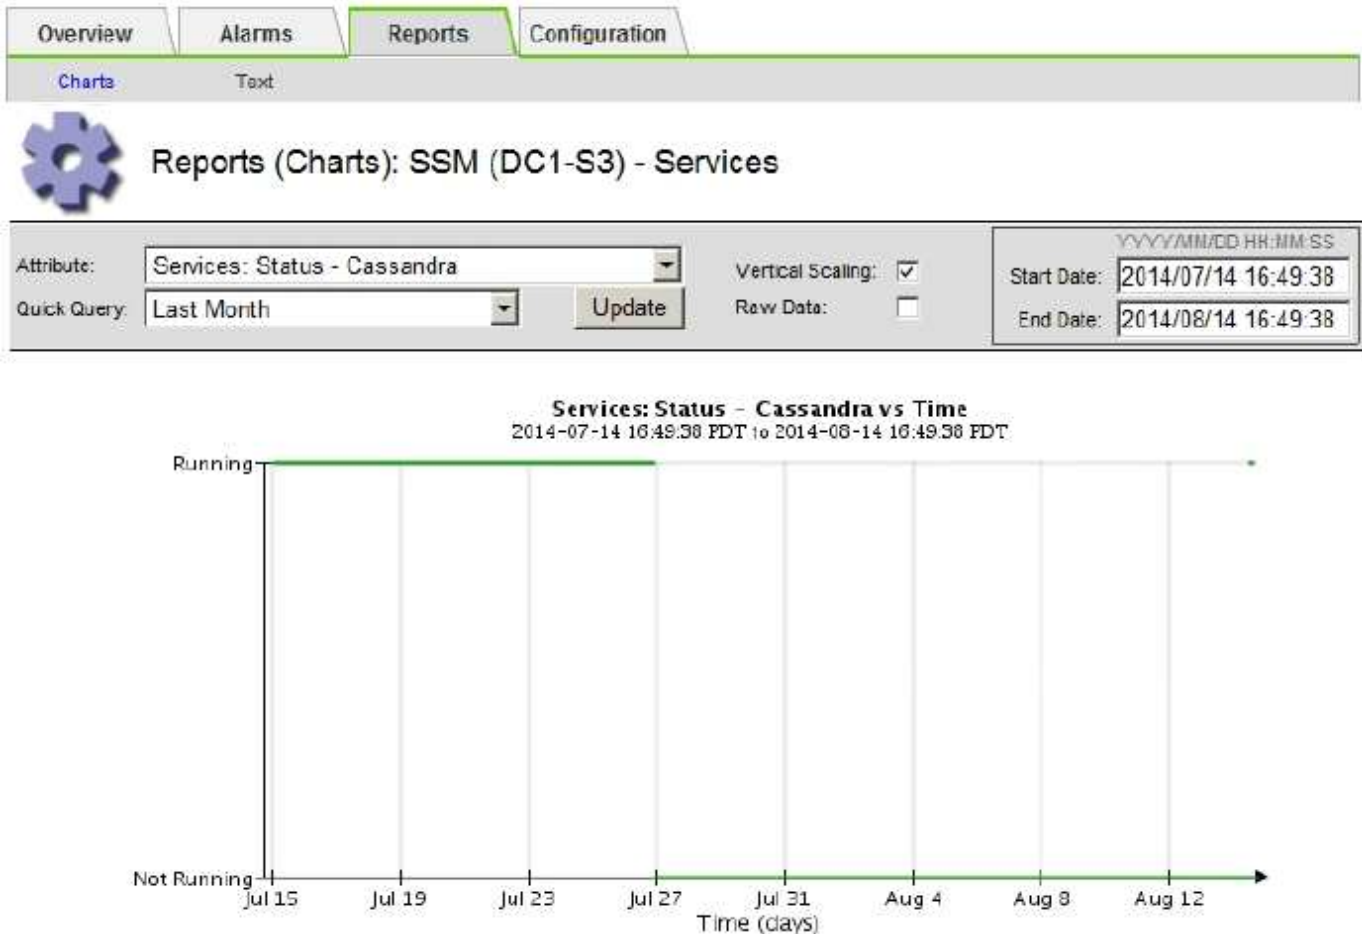 Overview Alarms Reports Configuration
Charts Text
Reports (Charts): SSM (DC1-S3) - Services
YYYY/MM/DD HH:MM:SS
Attribute: Services: Status - Cassandra Vertical Scaling: Start Date: 2014/07/14 16:49:38
Quick Query: Last Month Update Raw Data: End Date: 2014/08/14 16:49:38
Services: Status - Cassandra vs Time
2014-07-14 16:49:38 PDT to 2014-08-14 16:49:38 PDT
Running
Not Running
Jul 15 Jul 19 Jul 23 Jul 27 Jul 31 Aug 4 Aug 8 Aug 12
Time (days)